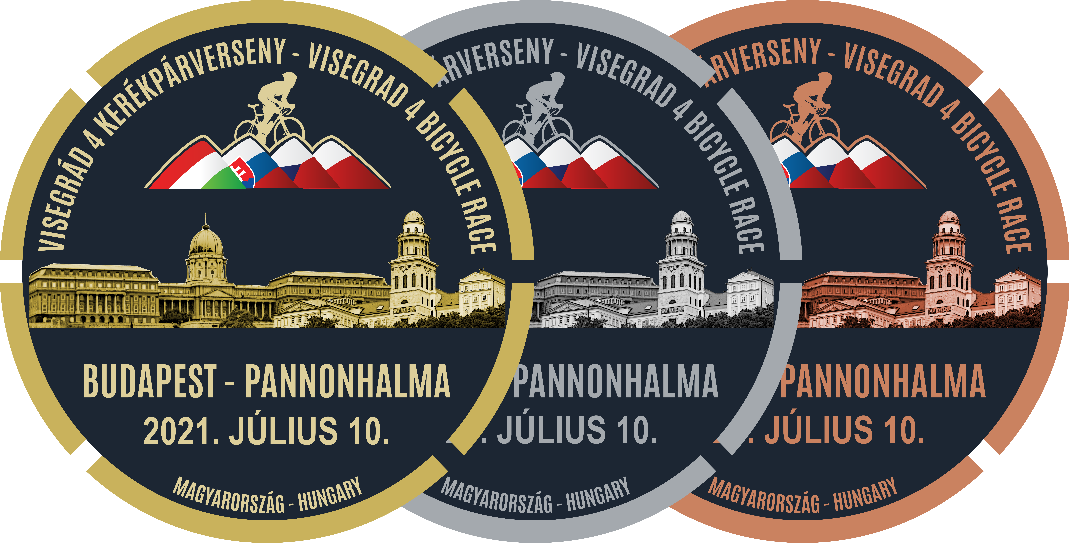 VISEGRÁD 4 KERÉKPÁRVERSENY - VISEGRAD 4 BICYCLE RACE
BUDAPEST - PANNONHALMA
2021. JÚLIUS 10.
MAGYARORSZÁG - HUNGARY
RVERSENY - VISEGRAD 4 BICYCLE RACE
PANNONHALMA
. JÚLIUS 10.
MAGYARORSZÁG - HUNGARY
RVERSENY - VISEGRAD 4 BICYCLE RACE
PANNONHALMA
. JÚLIUS 10.
MAGYARORSZÁG - HUNGARY